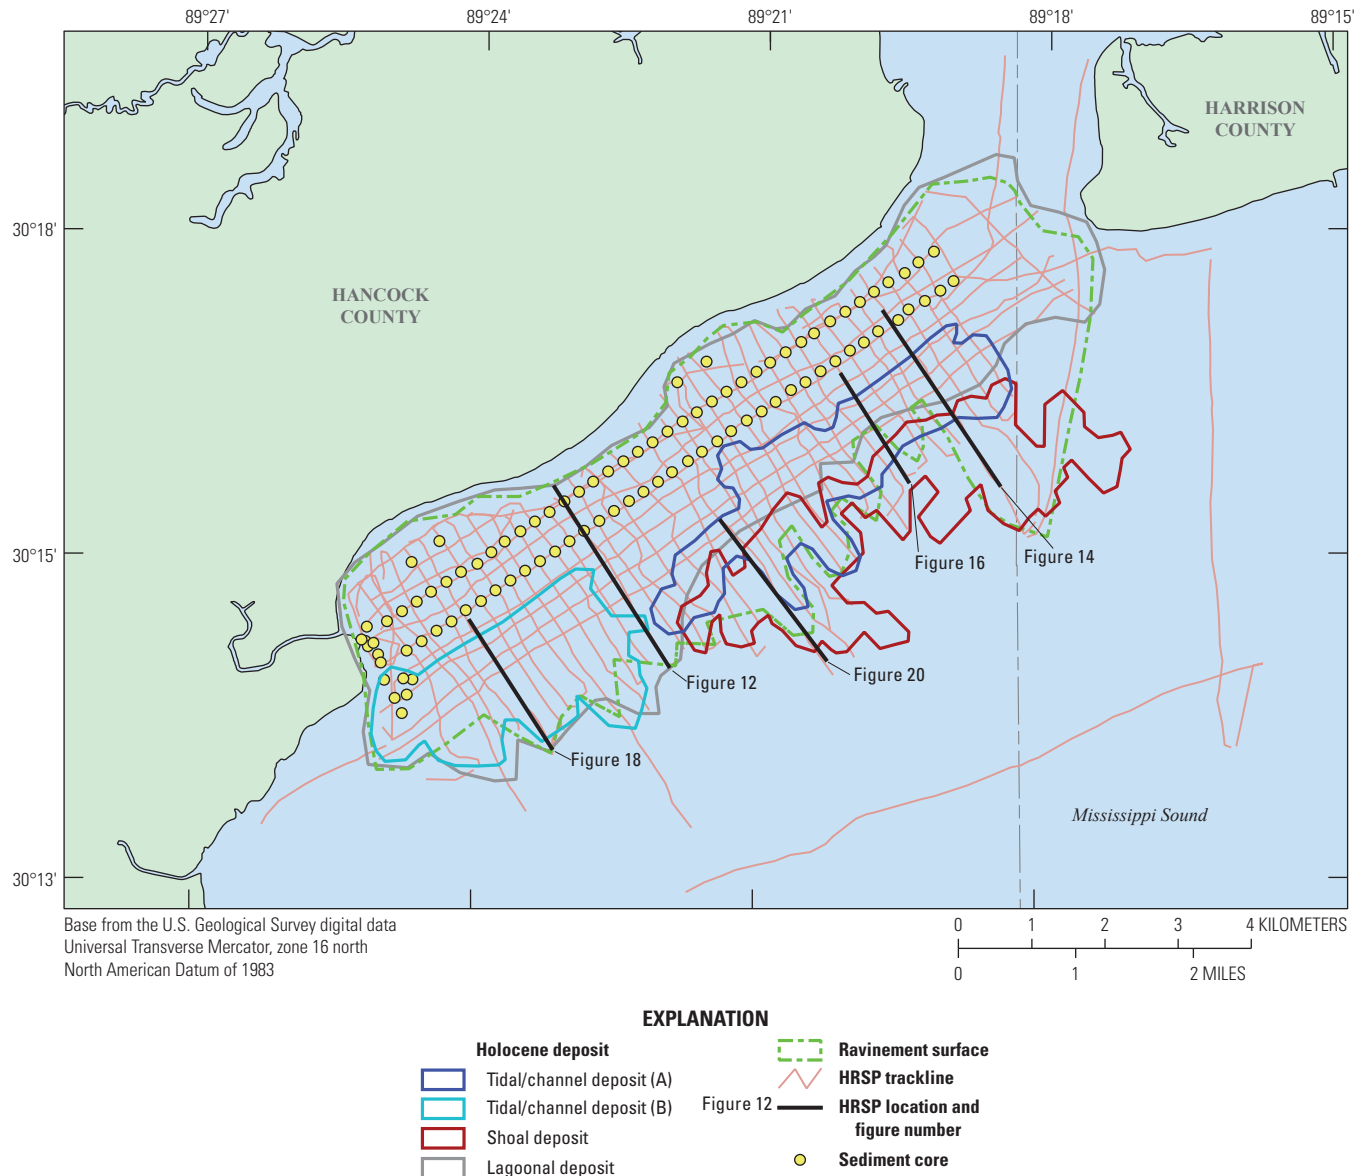 89°27'
89°24'
89°21'
89°18'
89°15'
HARRISON
COUNTY
30°18'
HANCOCK
COUNTY
30°15'
Figure 14
Figure 16
Figure 20
Figure 12
Figure 18
Mississippi Sound
30°13'
Base from the U.S. Geological Survey digital data
Universal Transverse Mercator, zone 16 north
North American Datum of 1983
0 1 2 3 4 KILOMETERS
0 1 2 MILES
EXPLANATION
Holocene deposit
Tidal/channel deposit (A)
Tidal/channel deposit (B)
Shoal deposit
Lagoonal deposit
Ravinement surface
HRSP trackline
Figure 12 HRSP location and
figure number
Sediment core